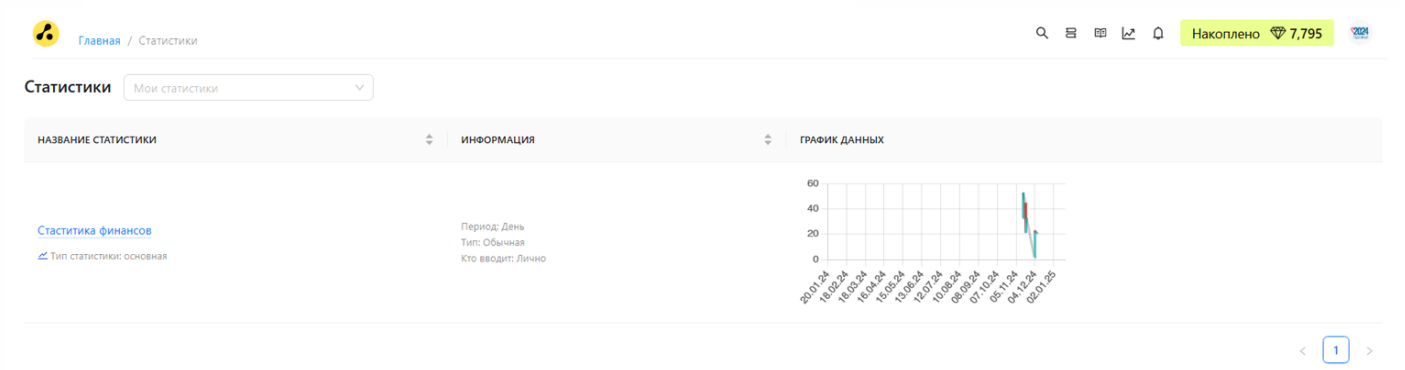 Главная / Статистики
Накоплено 7,795
2024
Статистики
Мои статистики
НАЗВАНИЕ СТАТИСТИКИ
ИНФОРМАЦИЯ
ГРАФИК ДАННЫХ
Стаститика финансов
Тип статистики: основная
Период: День
Тип: Обычная
Кто вводит: Лично
60
40
20
0
20.01.24
18.02.24
18.03.24
16.04.24
15.05.24
13.06.24
12.07.24
10.08.24
08.09.24
07.10.24
05.11.24
04.12.24
02.01.25
< 1 >